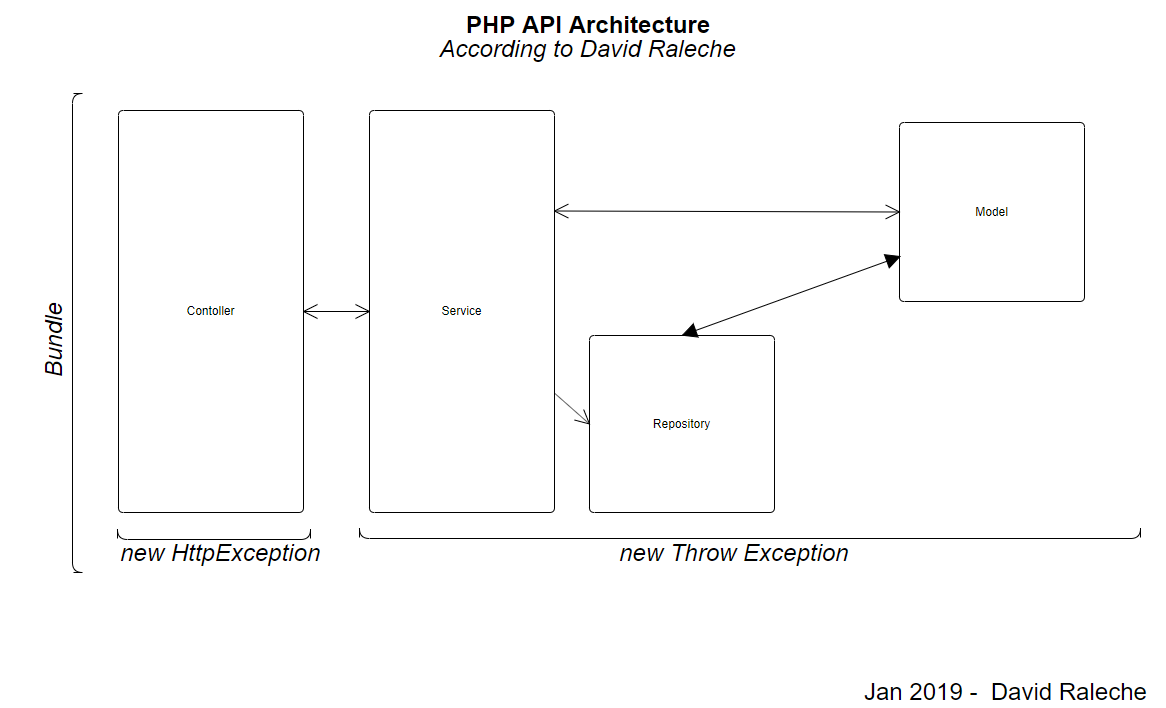 PHP API Architecture
According to David Raleche
Bundle
Contoller
Service
Model
Repository
new HttpException
new Throw Exception
Jan 2019 -  David Raleche